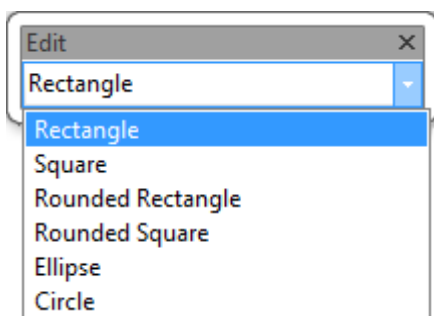 Edit
Rectangle
Rectangle
Square
Rounded Rectangle
Rounded Square
Ellipse
Circle